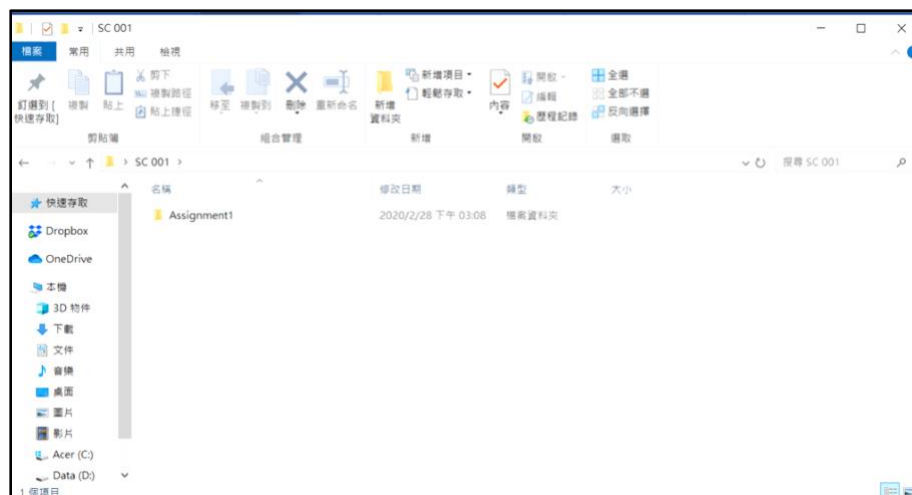 SC 001
檔案 常用 共用 檢視
釘選到 [快速存取]
複製
貼上
剪下
複製路徑
貼上捷徑
剪貼簿
移至
複製到
刪除
重新命名
組合管理
新增資料夾
新增項目
輕鬆存取
新增
內容
開啟
編輯
歷程記錄
開啟
全選
全部不選
反向選擇
選取
SC 001
搜尋 SC 001
名稱 修改日期 類型 大小
Assignment1 2020/2/28 下午 03:08 檔案資料夾
快速存取
Dropbox
OneDrive
本機
3D 物件
下載
文件
音樂
桌面
圖片
影片
Acer (C:)
Data (D:)
1 個項目